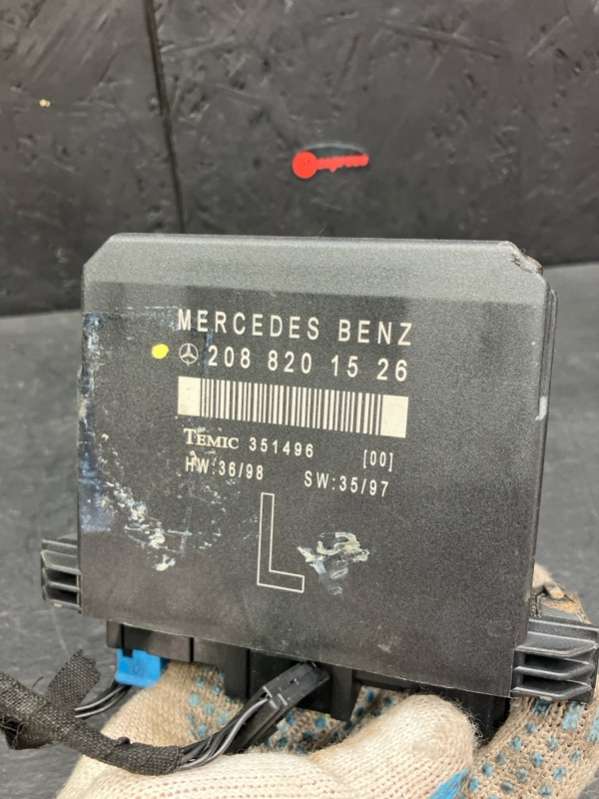 MERCEDES BENZ
208 820 15 26
TEMIC 351496 [00]
HW:36/98 SW:35/97
L